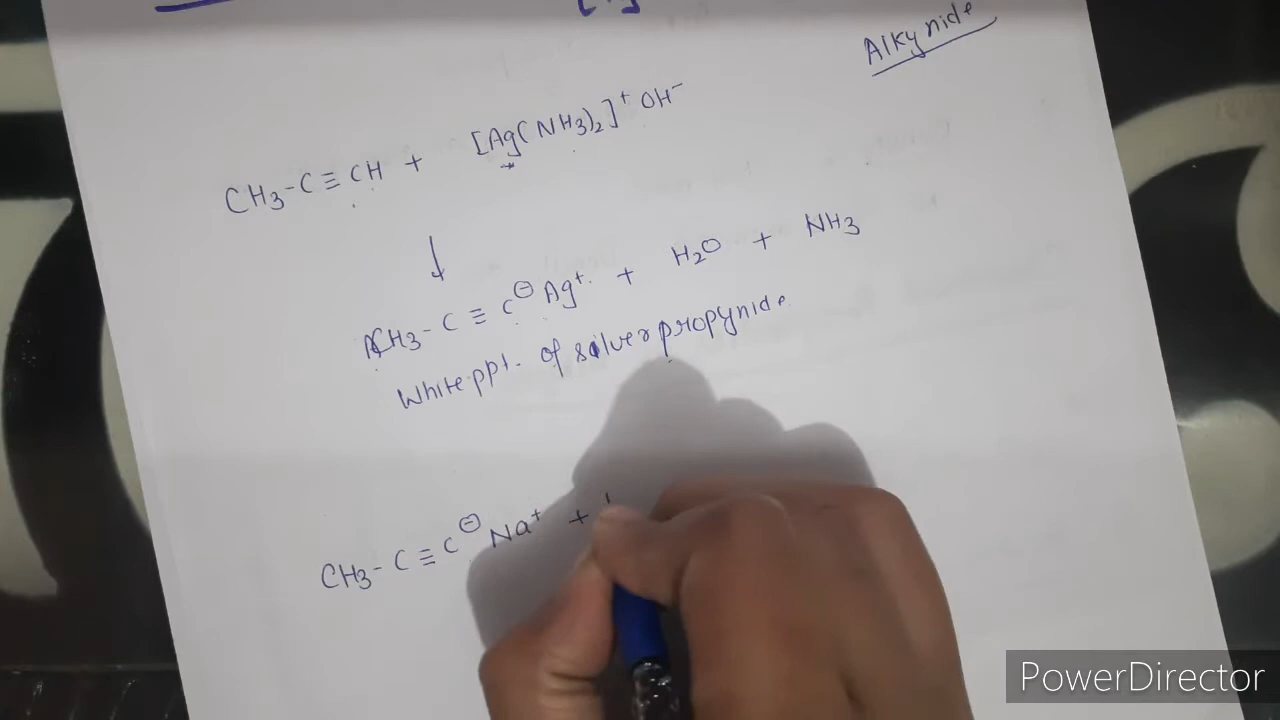 Alkynide
CH3-C≡CH + [Ag(NH3)2]+ OH-
↓
CH3-C≡C⊖ Ag+ + H2O + NH3
White ppt. of silver propynide
CH3-C≡C⊖ Na+ +
PowerDirector